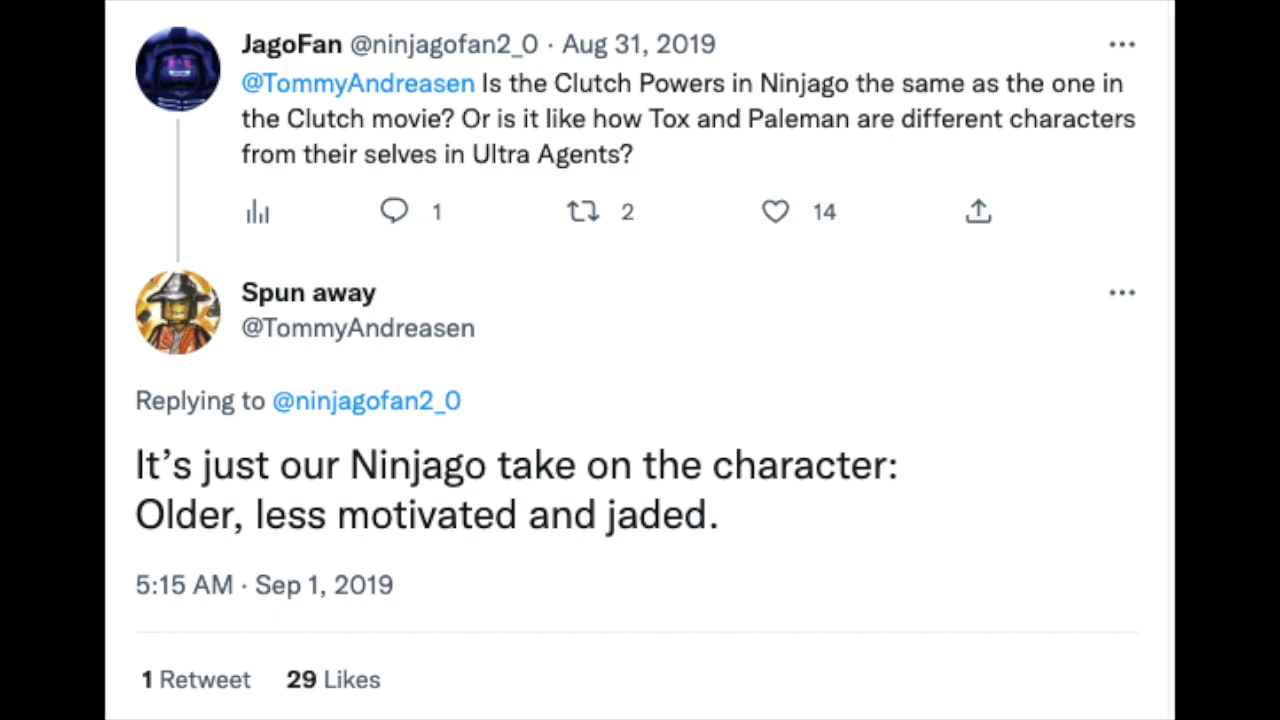 JagoFan @ninjagofan2_0 · Aug 31, 2019
@TommyAndreasen Is the Clutch Powers in Ninjago the same as the one in
the Clutch movie? Or is it like how Tox and Paleman are different characters
from their selves in Ultra Agents?
1 2 14
Spun away
@TommyAndreasen
Replying to @ninjagofan2_0
It’s just our Ninjago take on the character:
Older, less motivated and jaded.
5:15 AM · Sep 1, 2019
1 Retweet 29 Likes